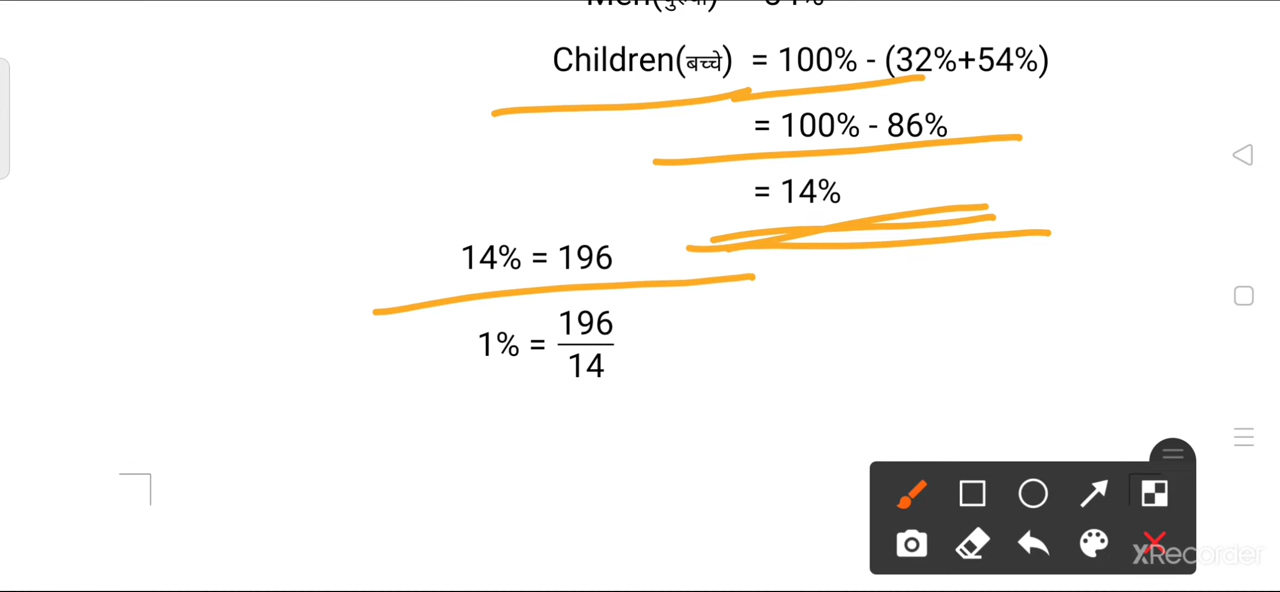 Children(बच्चे) = 100% - (32%+54%)
= 100% - 86%
= 14%
14% = 196
1% = 196
14
XRecorder